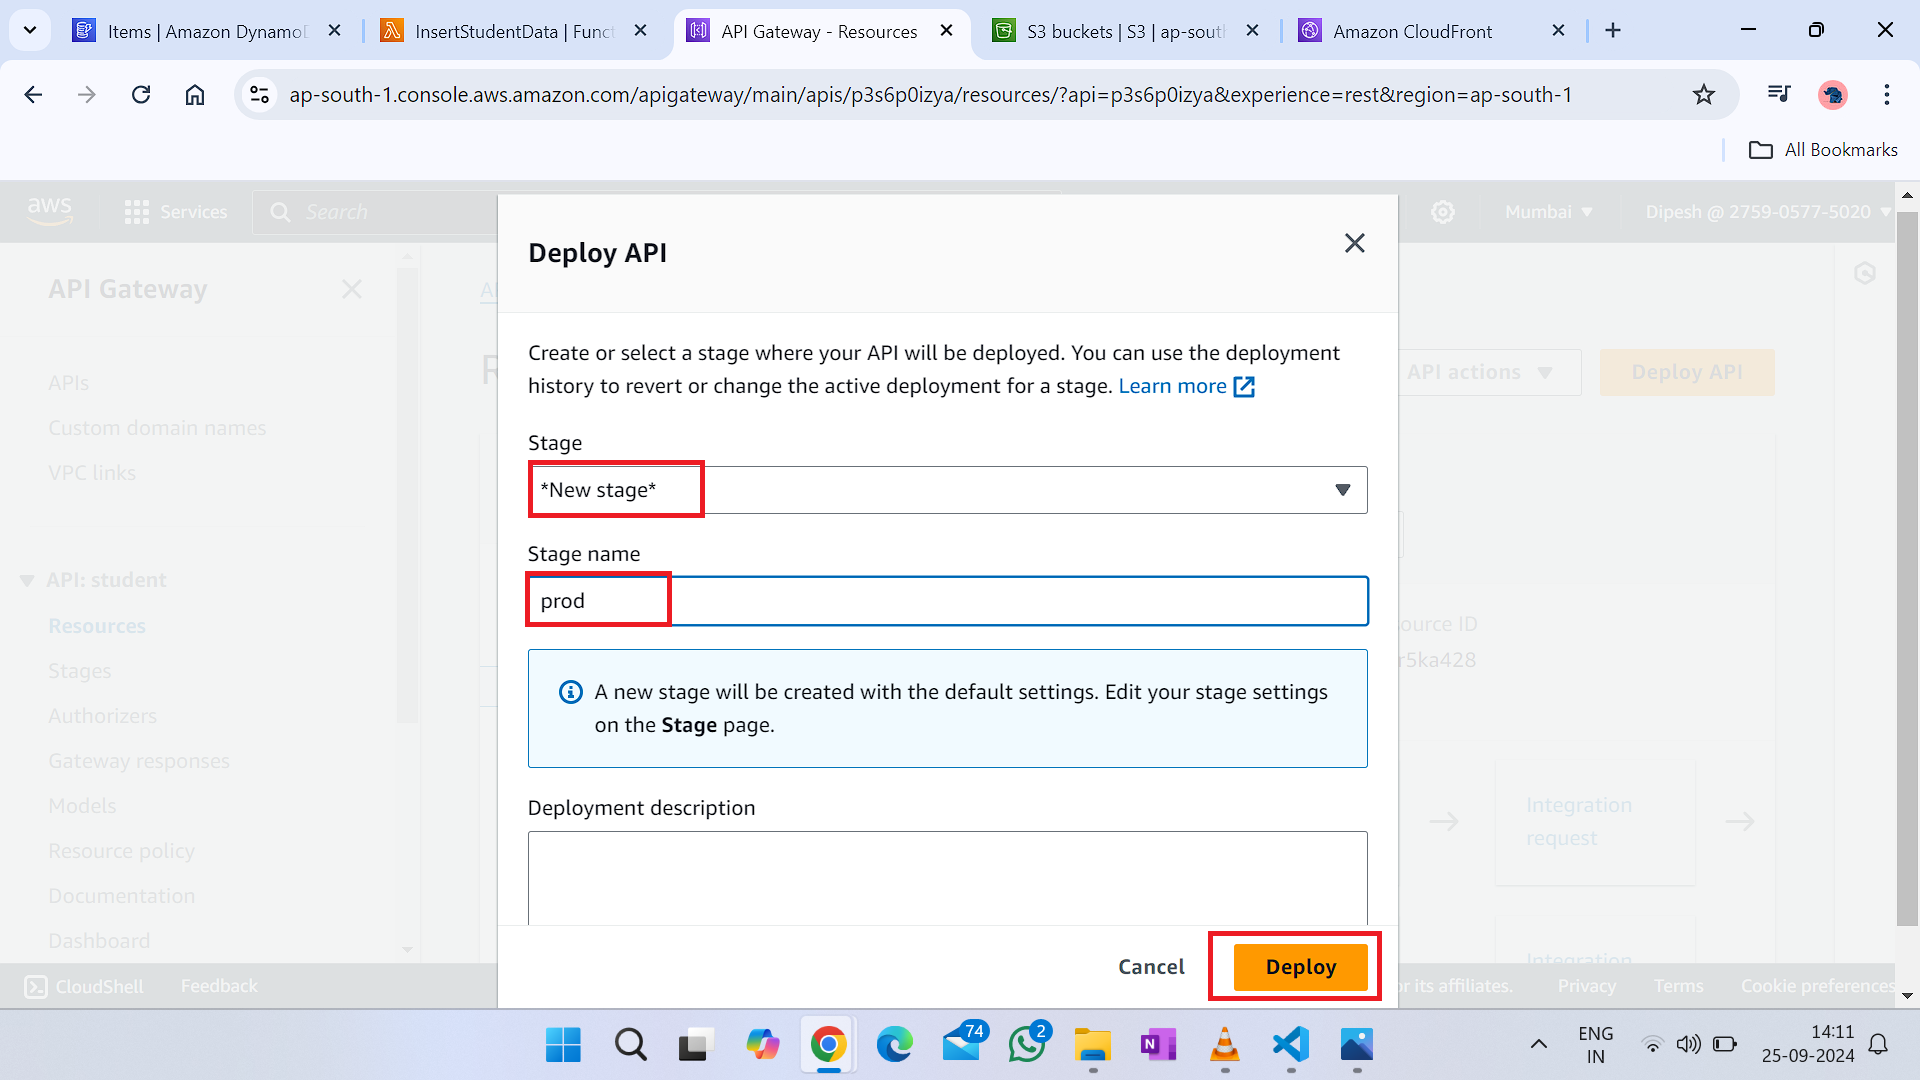 Items | Amazon Dynamo
InsertStudentData | Funct
API Gateway - Resources
S3 buckets | S3 | ap-sout
Amazon CloudFront
ap-south-1.console.aws.amazon.com/apigateway/main/apis/p3s6p0izya/resources/?api=p3s6p0izya&experience=rest&region=ap-south-1
All Bookmarks
aws
Services
Search
Mumbai
Dipesh @ 2759-0577-5020
API Gateway
APIs
Custom domain names
VPC links
API: student
Resources
Stages
Authorizers
Gateway responses
Models
Resource policy
Documentation
Dashboard
Deploy API
Create or select a stage where your API will be deployed. You can use the deployment
history to revert or change the active deployment for a stage. Learn more
Stage
*New stage*
Stage name
prod
A new stage will be created with the default settings. Edit your stage settings
on the Stage page.
Deployment description
Cancel
Deploy
API actions
Deploy API
ource ID
r5ka428
Integration
request
Integration
CloudShell
Feedback
or its affiliates.
Privacy
Terms
Cookie preferences
74
2
N
ENG
IN
14:11
25-09-2024